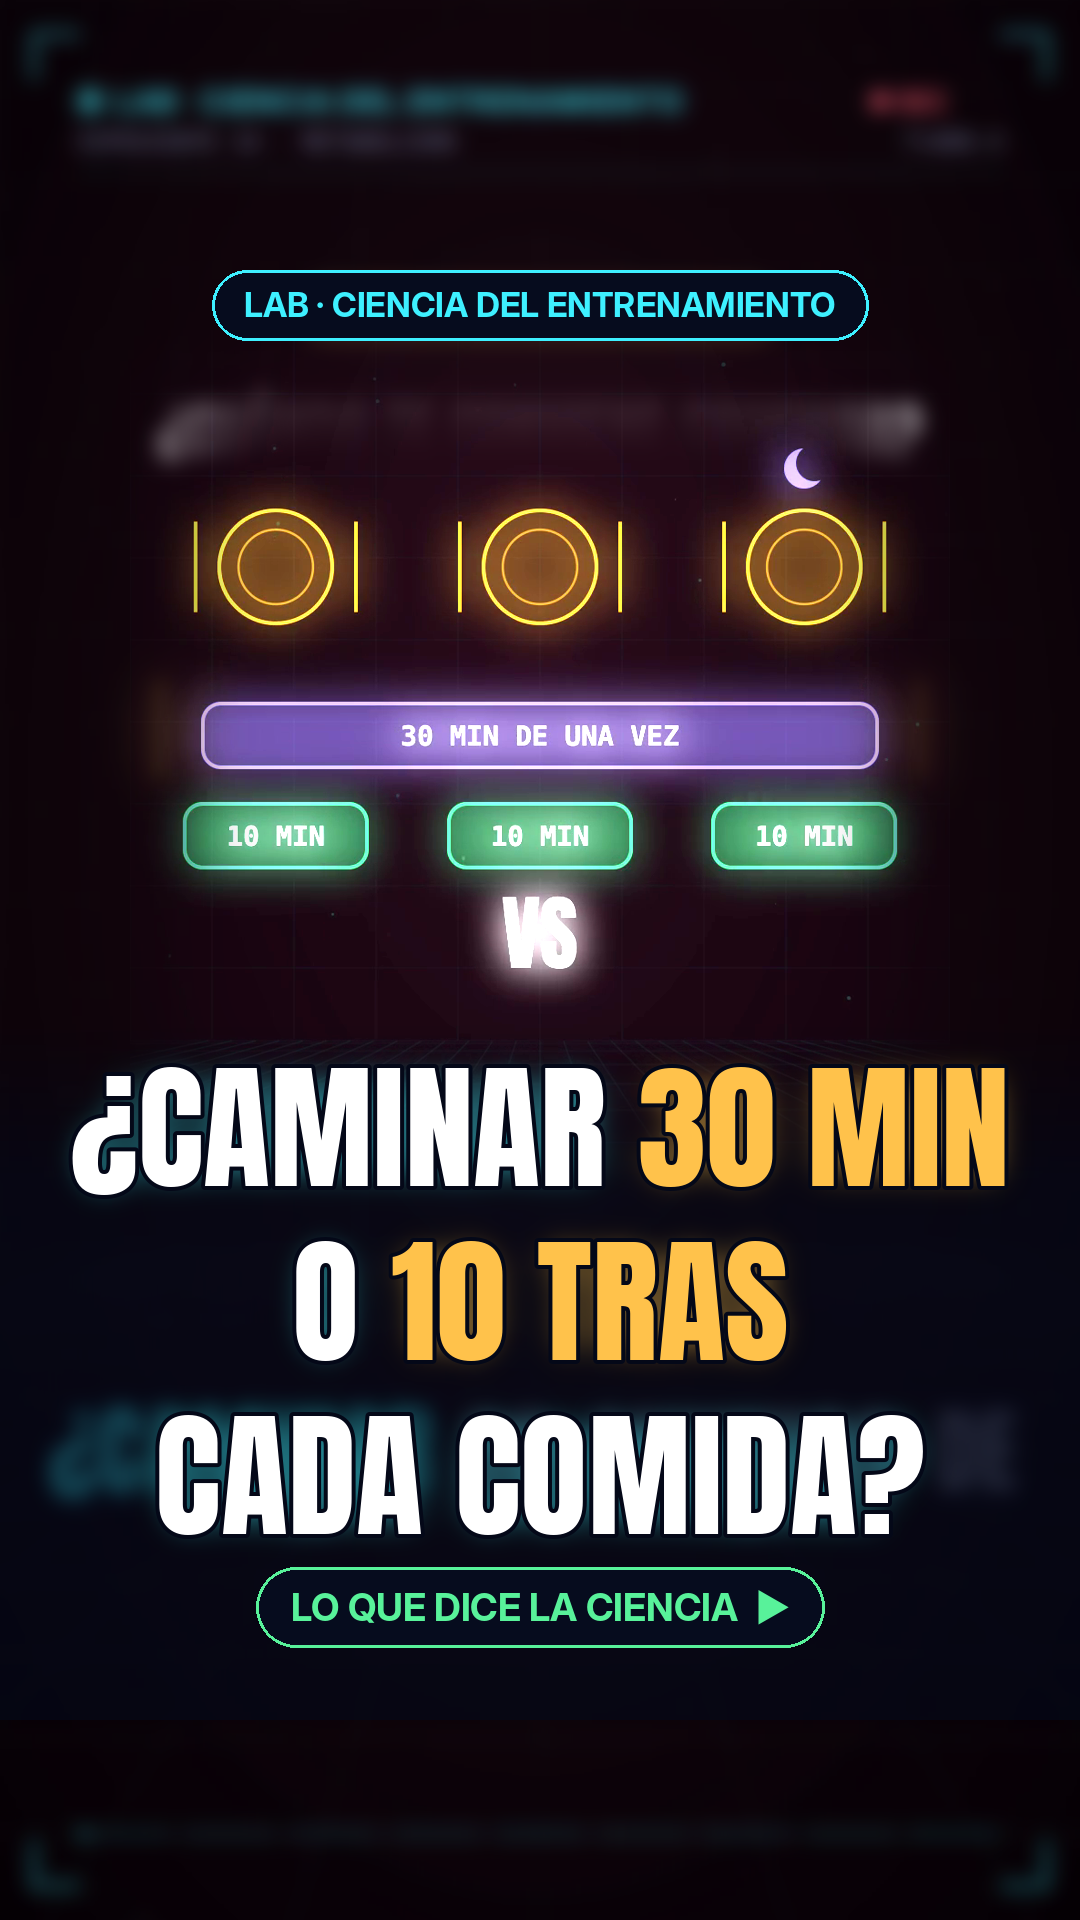 LAB · CIENCIA DEL ENTRENAMIENTO
30 MIN DE UNA VEZ
10 MIN 10 MIN 10 MIN
VS
¿CAMINAR 30 MIN
O 10 TRAS
CADA COMIDA?
LO QUE DICE LA CIENCIA